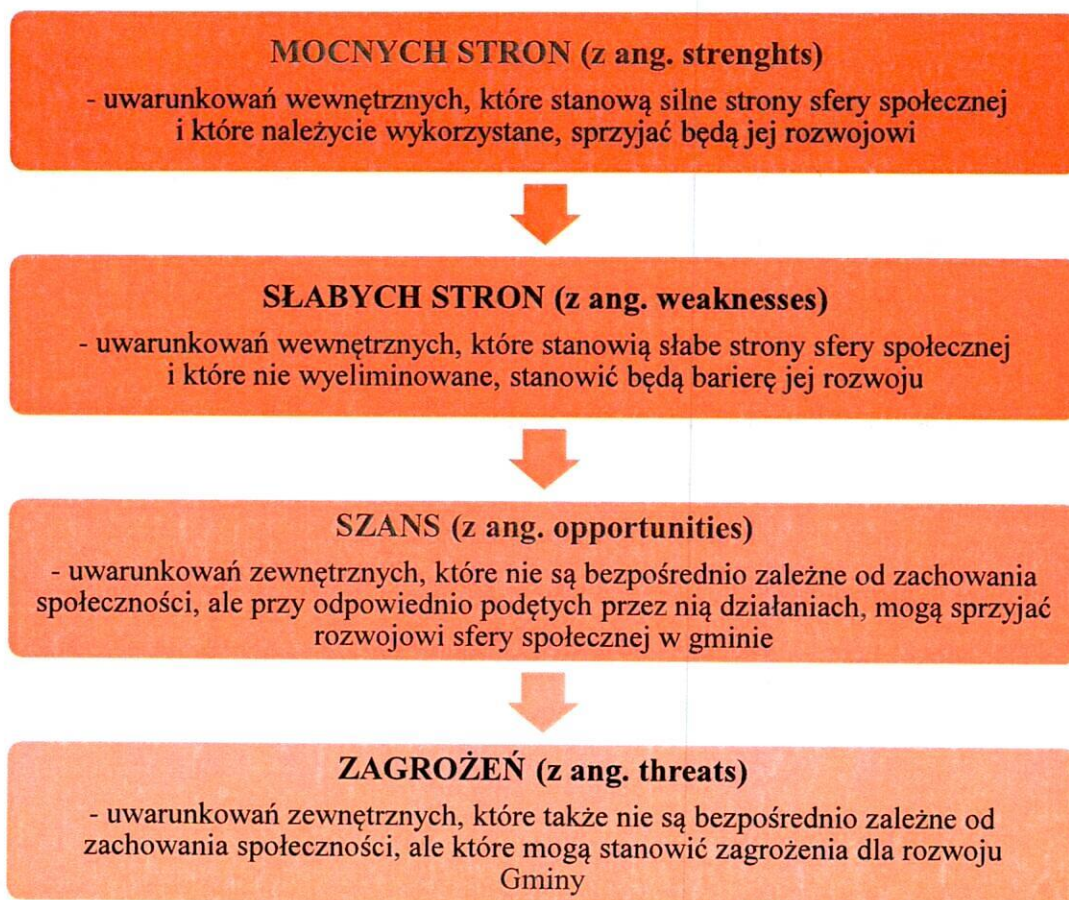 MOCNYCH STRON (z ang. strenghts)
- uwarunkowań wewnętrznych, które stanową silne strony sfery społecznej
i które należycie wykorzystane, sprzyjać będą jej rozwojowi
SŁABYCH STRON (z ang. weaknesses)
- uwarunkowań wewnętrznych, które stanowią słabe strony sfery społecznej
i które nie wyeliminowane, stanowić będą barierę jej rozwoju
SZANS (z ang. opportunities)
- uwarunkowań zewnętrznych, które nie są bezpośrednio zależne od zachowania
społeczności, ale przy odpowiednio podętych przez nią działaniach, mogą sprzyjać
rozwojowi sfery społecznej w gminie
ZAGROŻEŃ (z ang. threats)
- uwarunkowań zewnętrznych, które także nie są bezpośrednio zależne od
zachowania społeczności, ale które mogą stanowić zagrożenia dla rozwoju
Gminy